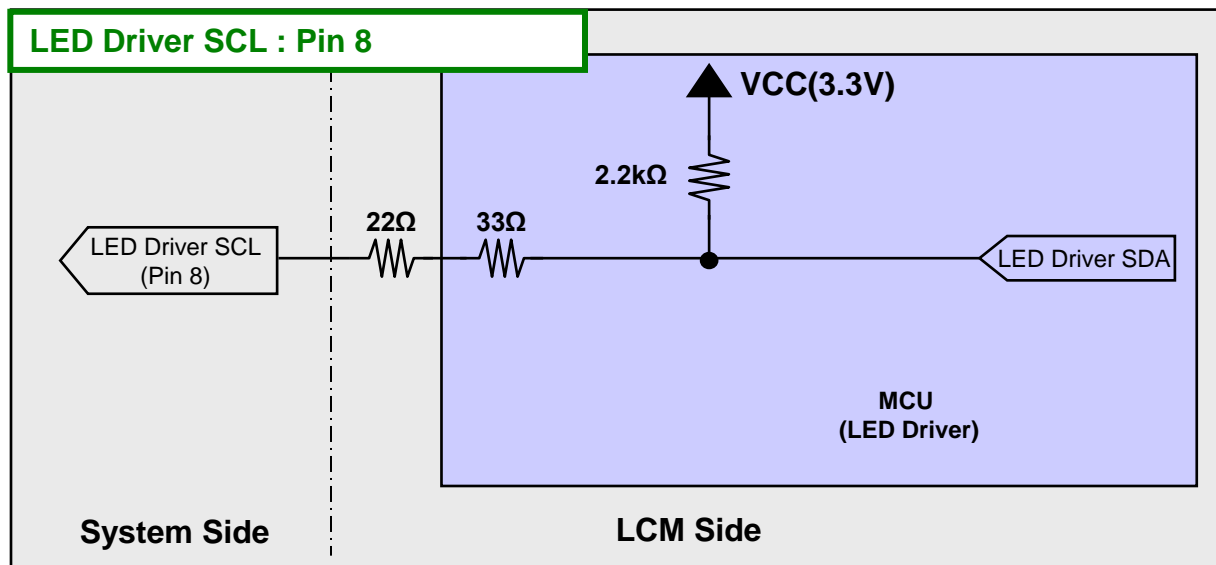 LED Driver SCL : Pin 8
VCC(3.3V)
2.2kΩ
22Ω
33Ω
LED Driver SCL
(Pin 8)
LED Driver SDA
MCU
(LED Driver)
System Side
LCM Side